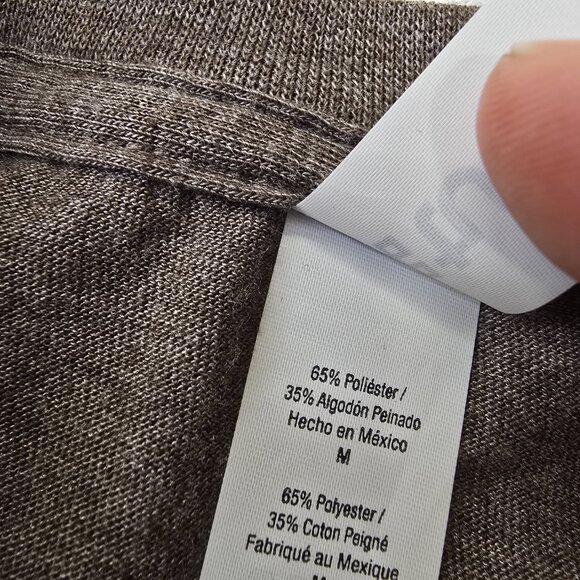 65% Poliéster /
35% Algodón Peinado
Hecho en México
M
65% Polyester /
35% Coton Peigné
Fabriqué au Mexique
M